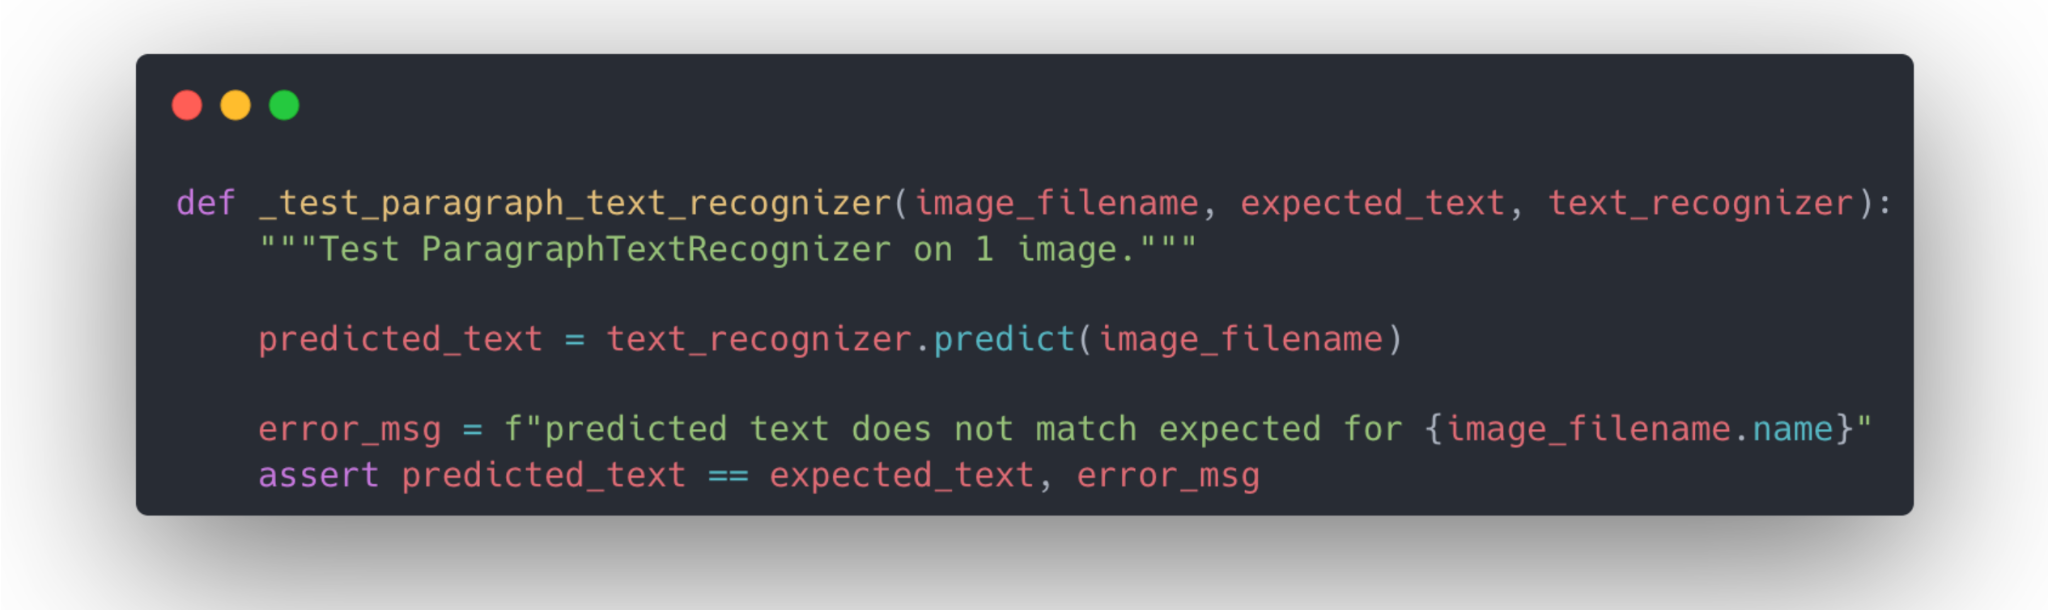 def _test_paragraph_text_recognizer(image_filename, expected_text, text_recognizer):
    """Test ParagraphTextRecognizer on 1 image."""

    predicted_text = text_recognizer.predict(image_filename)

    error_msg = f"predicted text does not match expected for {image_filename.name}"
    assert predicted_text == expected_text, error_msg